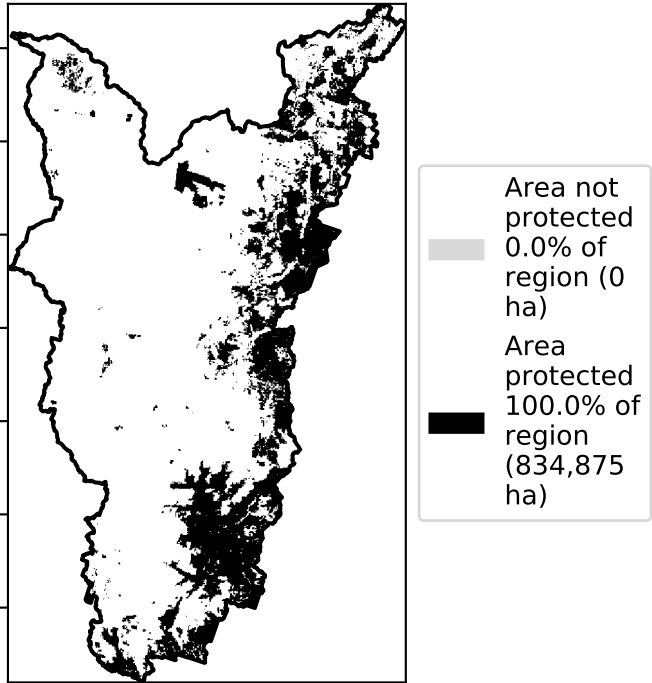 Area not
protected
0.0% of
region (0
ha)
Area
protected
100.0% of
region
(834,875
ha)